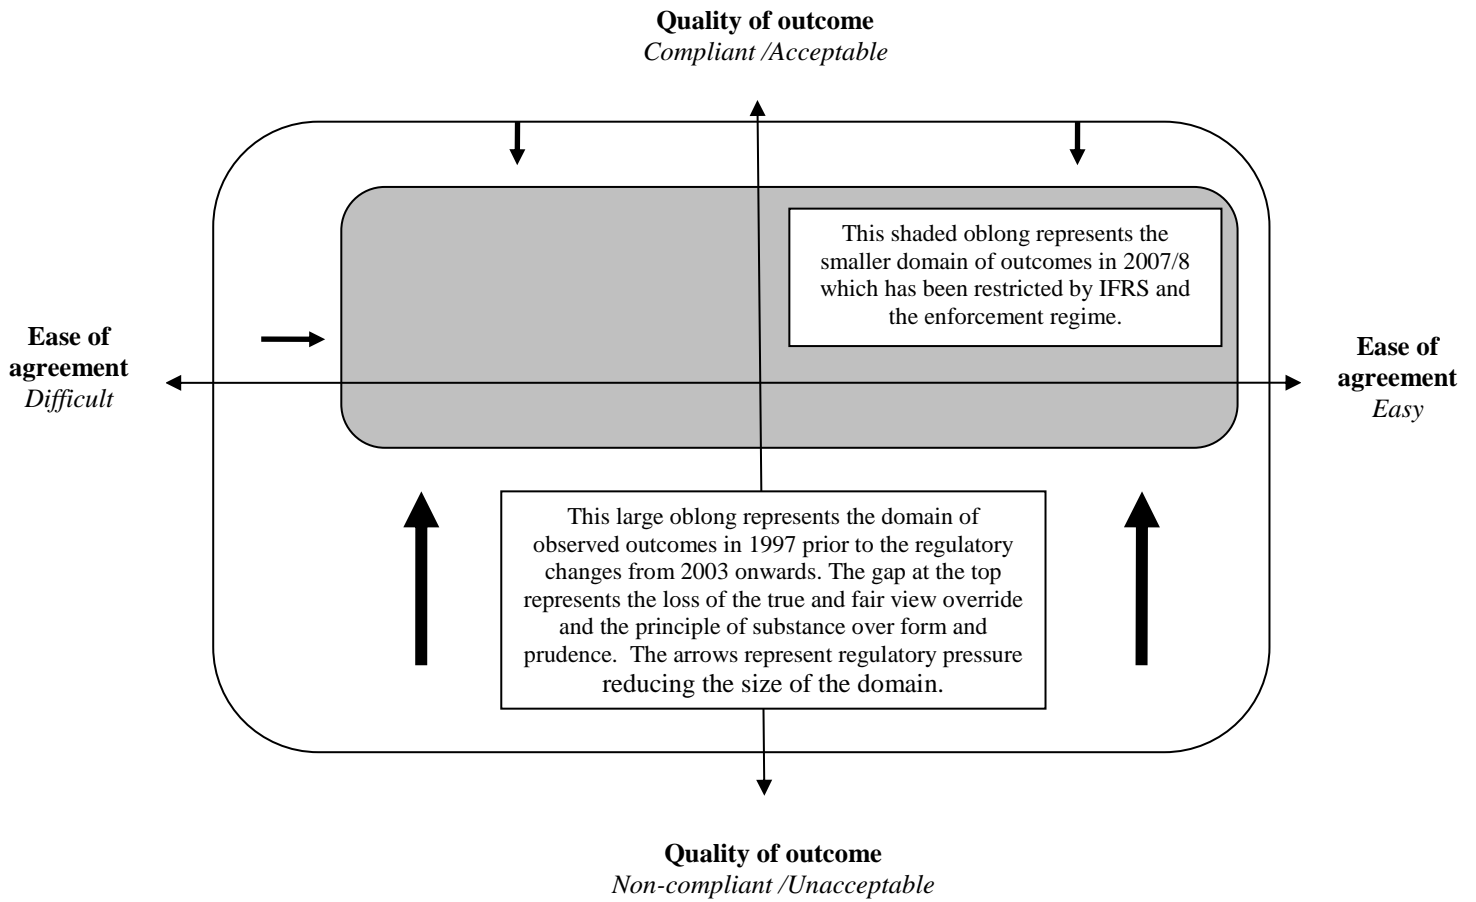 Quality of outcome
Compliant /Acceptable
This shaded oblong represents the
smaller domain of outcomes in 2007/8
which has been restricted by IFRS and
the enforcement regime.
Ease of
agreement
Difficult
Ease of
agreement
Easy
This large oblong represents the domain of
observed outcomes in 1997 prior to the regulatory
changes from 2003 onwards. The gap at the top
represents the loss of the true and fair view override
and the principle of substance over form and
prudence.  The arrows represent regulatory pressure
reducing the size of the domain.
Quality of outcome
Non-compliant /Unacceptable